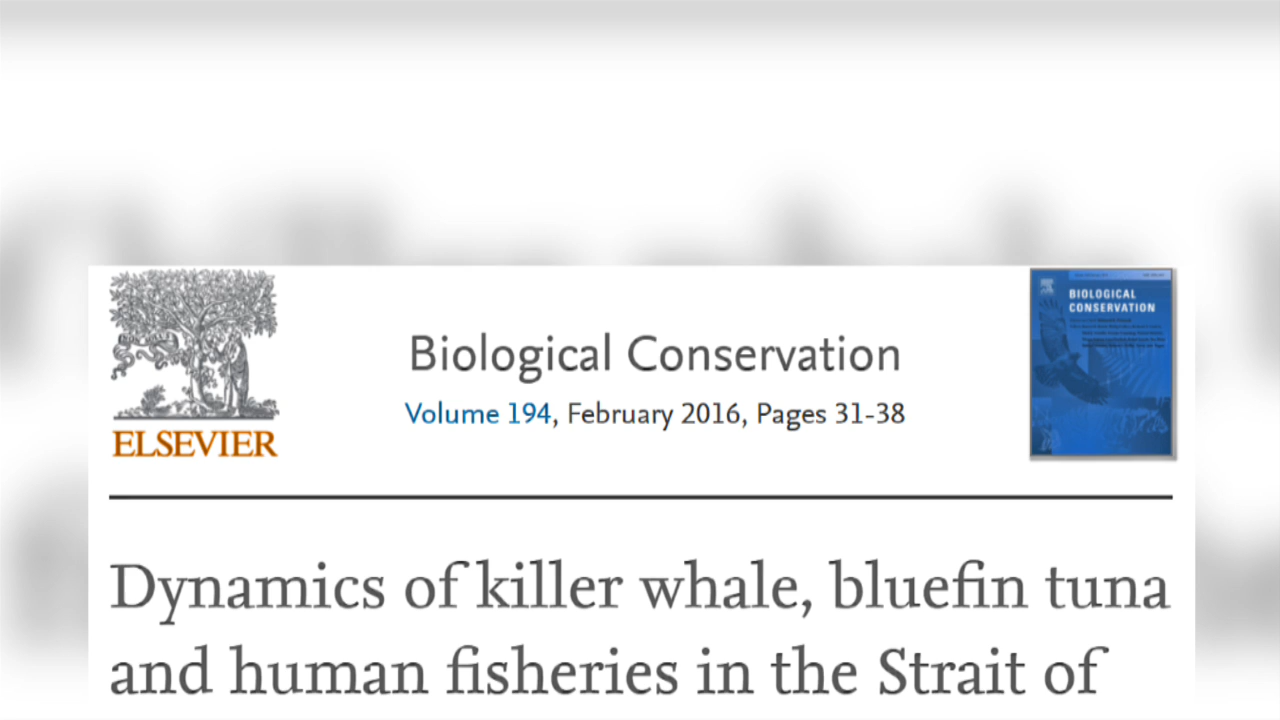 Biological Conservation
Volume 194, February 2016, Pages 31-38
ELSEVIER
BIOLOGICAL
CONSERVATION
Dynamics of killer whale, bluefin tuna
and human fisheries in the Strait of